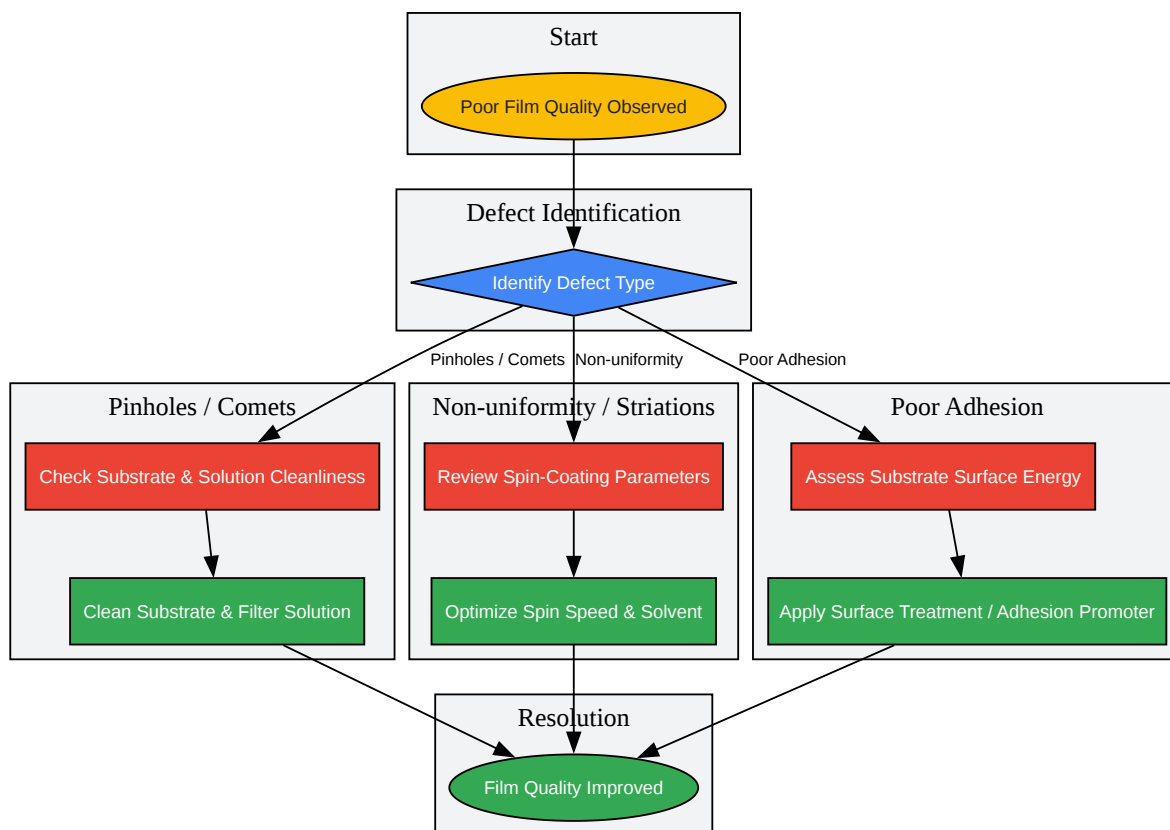 Start
Poor Film Quality Observed
Defect Identification
Identify Defect Type
Pinholes / Comets
Non-uniformity
Poor Adhesion
Pinholes / Comets
Non-uniformity / Striations
Poor Adhesion
Check Substrate & Solution Cleanliness
Review Spin-Coating Parameters
Assess Substrate Surface Energy
Clean Substrate & Filter Solution
Optimize Spin Speed & Solvent
Apply Surface Treatment / Adhesion Promoter
Resolution
Film Quality Improved